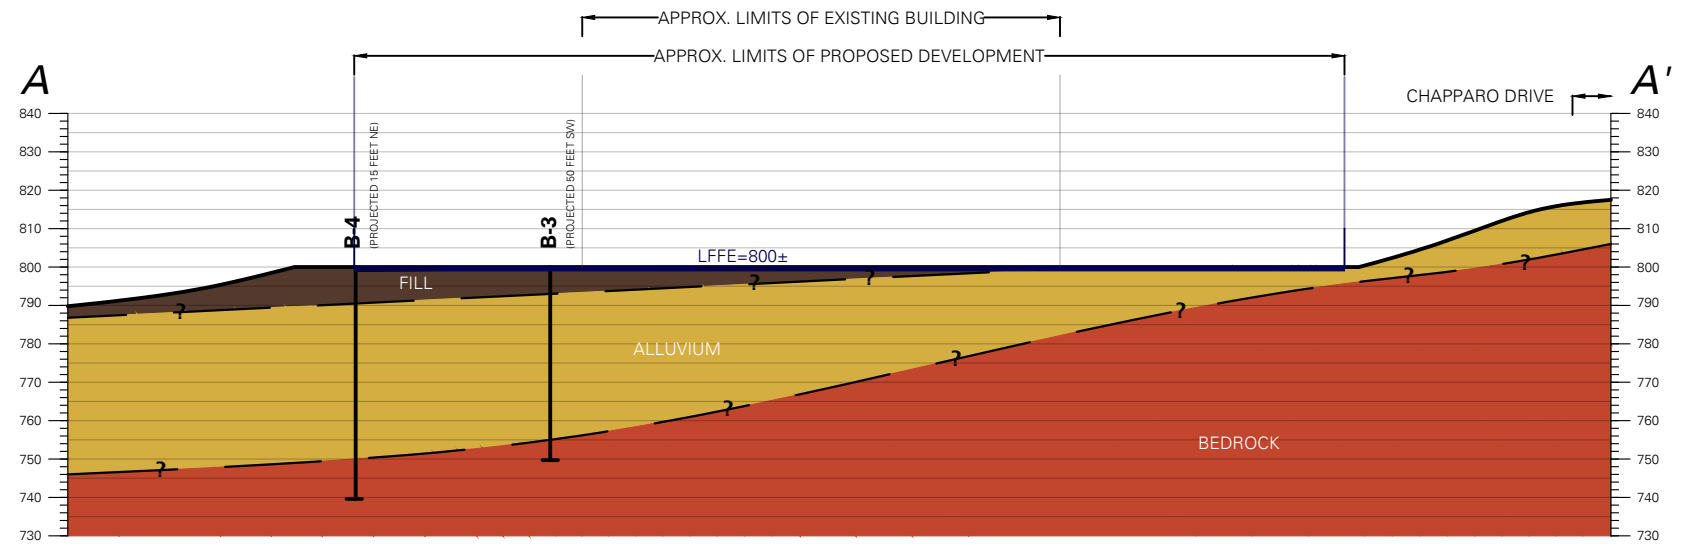 APPROX. LIMITS OF EXISTING BUILDING
APPROX. LIMITS OF PROPOSED DEVELOPMENT
A
A'
CHAPPARO DRIVE
840
840
830
830
820
820
810
810
800
800
790
790
780
780
770
770
760
760
750
750
740
740
730
730
B-4
(PROJECTED 15 FEET NE)
B-3
(PROJECTED 50 FEET SW)
LFFE=800±
FILL
?
?
?
?
?
ALLUVIUM
?
?
?
?
?
BEDROCK